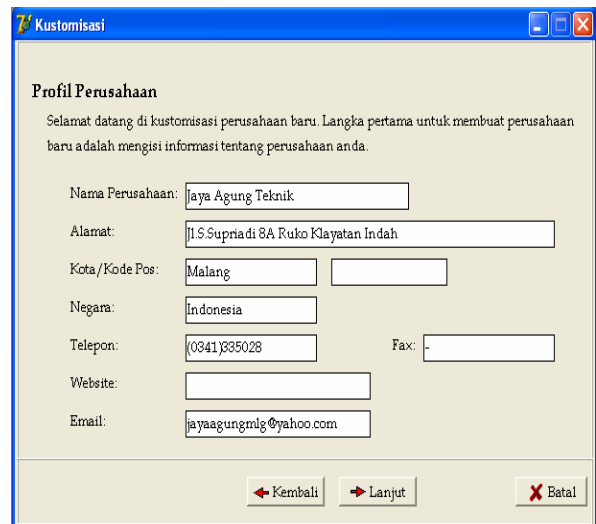 Kustomisasi
Profil Perusahaan
Selamat datang di kustomisasi perusahaan baru. Langka pertama untuk membuat perusahaan
baru adalah mengisi informasi tentang perusahaan anda.
Nama Perusahaan: Jaya Agung Teknik
Alamat: Jl.S.Supriadi 8A Ruko Klayatan Indah
Kota/Kode Pos: Malang
Negara: Indonesia
Telepon: (0341)335028 Fax: -
Website:
Email: jayaagungmlg@yahoo.com
Kembali Lanjut Batal